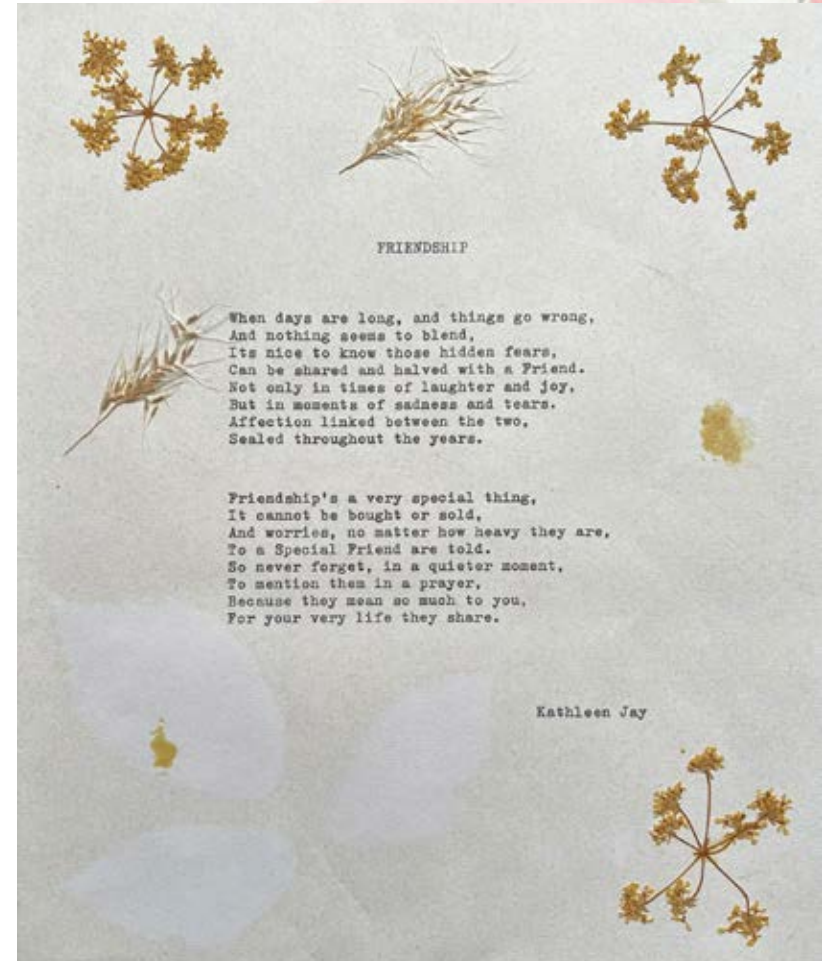 FRIENDSHIP
When days are long, and things go wrong,
And nothing seems to blend,
Its nice to know those hidden fears,
Can be shared and halved with a Friend.
Not only in times of laughter and joy,
But in moments of sadness and tears.
Affection linked between the two,
Sealed throughout the years.
Friendship's a very special thing,
It cannot be bought or sold,
And worries, no matter how heavy they are,
To a Special Friend are told.
So never forget, in a quieter moment,
To mention them in a prayer,
Because they mean so much to you,
For your very life they share.
Kathleen Jay